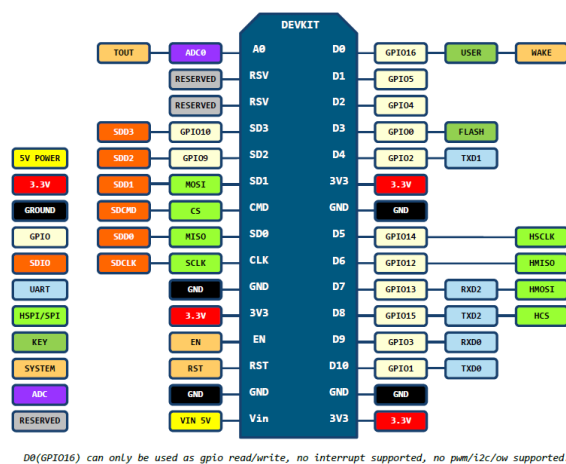 DEVKIT
TOUT ADC0 A0 D0 GPIO16 USER WAKE
RESERVED RSV D1 GPIO5
RESERVED RSV D2 GPIO4
SDD3 GPIO10 SD3 D3 GPIO0 FLASH
5V POWER SDD2 GPIO9 SD2 D4 GPIO2 TXD1
3.3V SDD1 MOSI SD1 3V3 3.3V
GROUND SDCMD CS CMD GND GND
GPIO SDD0 MISO SD0 D5 GPIO14 HSCLK
SDIO SDCLK SCLK CLK D6 GPIO12 HMISO
UART GND GND D7 GPIO13 RXD2 HMOSI
HSPI/SPI 3.3V 3V3 D8 GPIO15 TXD2 HCS
KEY EN EN D9 GPIO3 RXD0
SYSTEM RST RST D10 GPIO1 TXD0
ADC GND GND GND GND
RESERVED VIN 5V Vin 3V3 3.3V
D0(GPIO16) can only be used as gpio read/write, no interrupt supported, no pwm/i2c/ow supported.